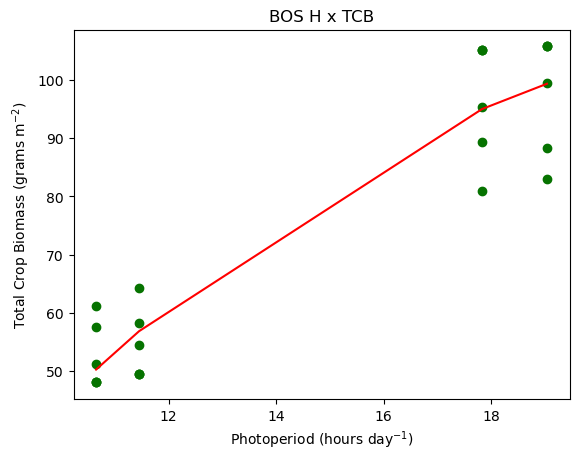 BOS H x TCB
Total Crop Biomass (grams m⁻²)
100
90
80
70
60
50
12 14 16 18
Photoperiod (hours day⁻¹)